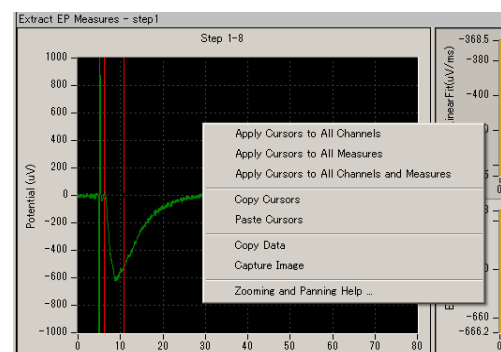 Extract EP Measures - step1
Step 1-8
Potential (uV)
1000
800
600
400
200
0
-200
-400
-600
-800
-1000
0 10 20 30 40 50 60 70 80
Apply Cursors to All Channels
Apply Cursors to All Measures
Apply Cursors to All Channels and Measures
Copy Cursors
Paste Cursors
Copy Data
Capture Image
Zooming and Panning Help ...
-368.5
-380
-400
inearFit(uV/ms)
-660
-666.2